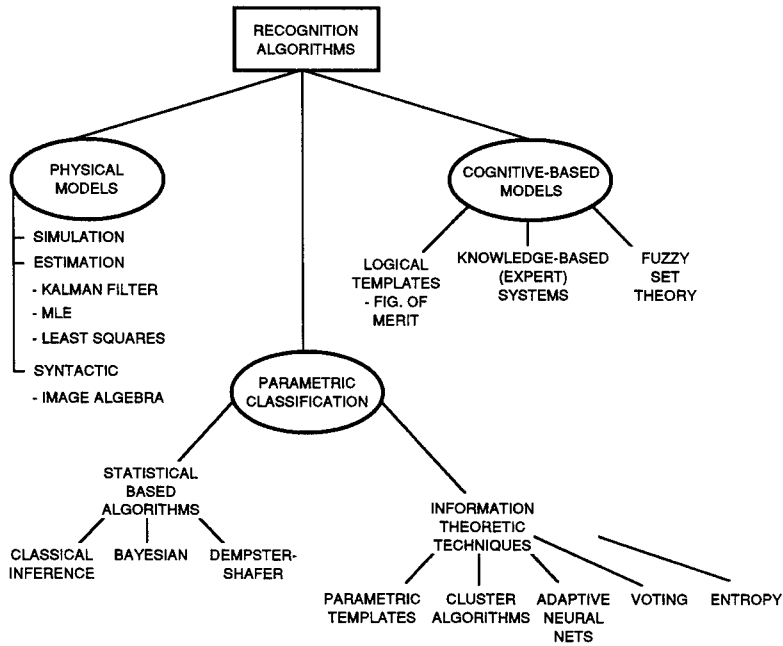 RECOGNITION
ALGORITHMS
PHYSICAL
MODELS
SIMULATION
ESTIMATION
- KALMAN FILTER
- MLE
- LEAST SQUARES
SYNTACTIC
- IMAGE ALGEBRA
COGNITIVE-BASED
MODELS
LOGICAL
TEMPLATES
- FIG. OF
MERIT
KNOWLEDGE-BASED
(EXPERT)
SYSTEMS
FUZZY
SET
THEORY
PARAMETRIC
CLASSIFICATION
STATISTICAL
BASED
ALGORITHMS
CLASSICAL
INFERENCE
BAYESIAN
DEMPSTER-
SHAFER
INFORMATION
THEORETIC
TECHNIQUES
PARAMETRIC
TEMPLATES
CLUSTER
ALGORITHMS
ADAPTIVE
NEURAL
NETS
VOTING
ENTROPY